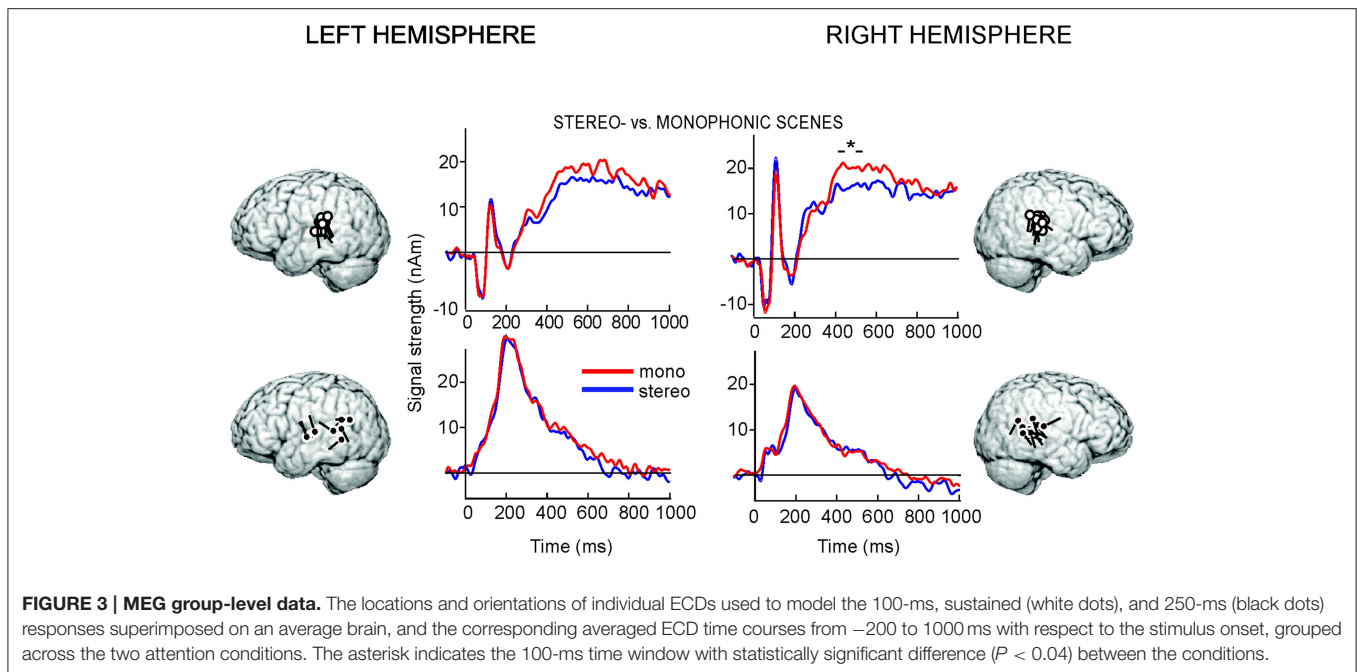 LEFT HEMISPHERE
RIGHT HEMISPHERE
STEREO- vs. MONOPHONIC SCENES
Signal strength (nAm)
20
10
-10
0 200 400 600 800 1000
-*-
20
10
-10
0 200 400 600 800 1000
20
10
mono
stereo
0 200 400 600 800 1000
Time (ms)
20
10
0 200 400 600 800 1000
Time (ms)
FIGURE 3 | MEG group-level data. The locations and orientations of individual ECDs used to model the 100-ms, sustained (white dots), and 250-ms (black dots)
responses superimposed on an average brain, and the corresponding averaged ECD time courses from −200 to 1000 ms with respect to the stimulus onset, grouped
across the two attention conditions. The asterisk indicates the 100-ms time window with statistically significant difference (P < 0.04) between the conditions.